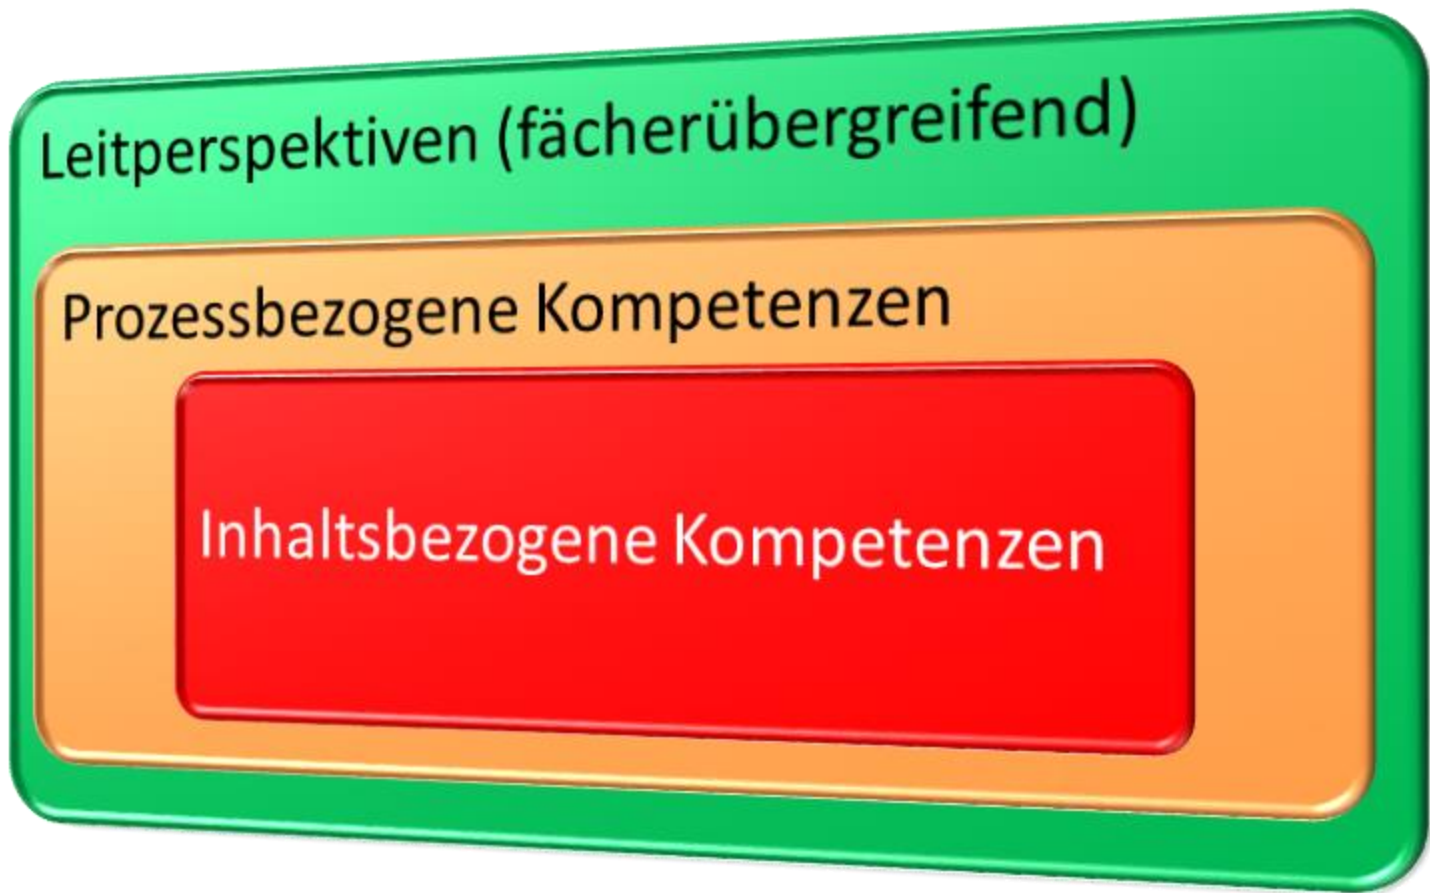 Leitperspektiven (fächerübergreifend)
Prozessbezogene Kompetenzen
Inhaltsbezogene Kompetenzen